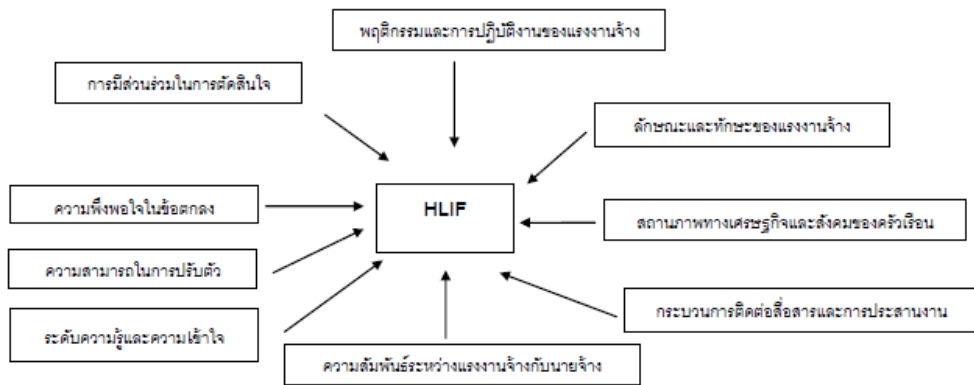 พฤติกรรมและการปฏิบัติงานของแรงงานจ้าง
การมีส่วนร่วมในการตัดสินใจ
ลักษณะและทักษะของแรงงานจ้าง
HLIF
ความพึงพอใจในข้อตกลง
สถานภาพทางเศรษฐกิจและสังคมของครัวเรือน
ความสามารถในการปรับตัว
กระบวนการติดต่อสื่อสารและการประสานงาน
ระดับความรู้และความเข้าใจ
ความสัมพันธ์ระหว่างแรงงานจ้างกับนายจ้าง